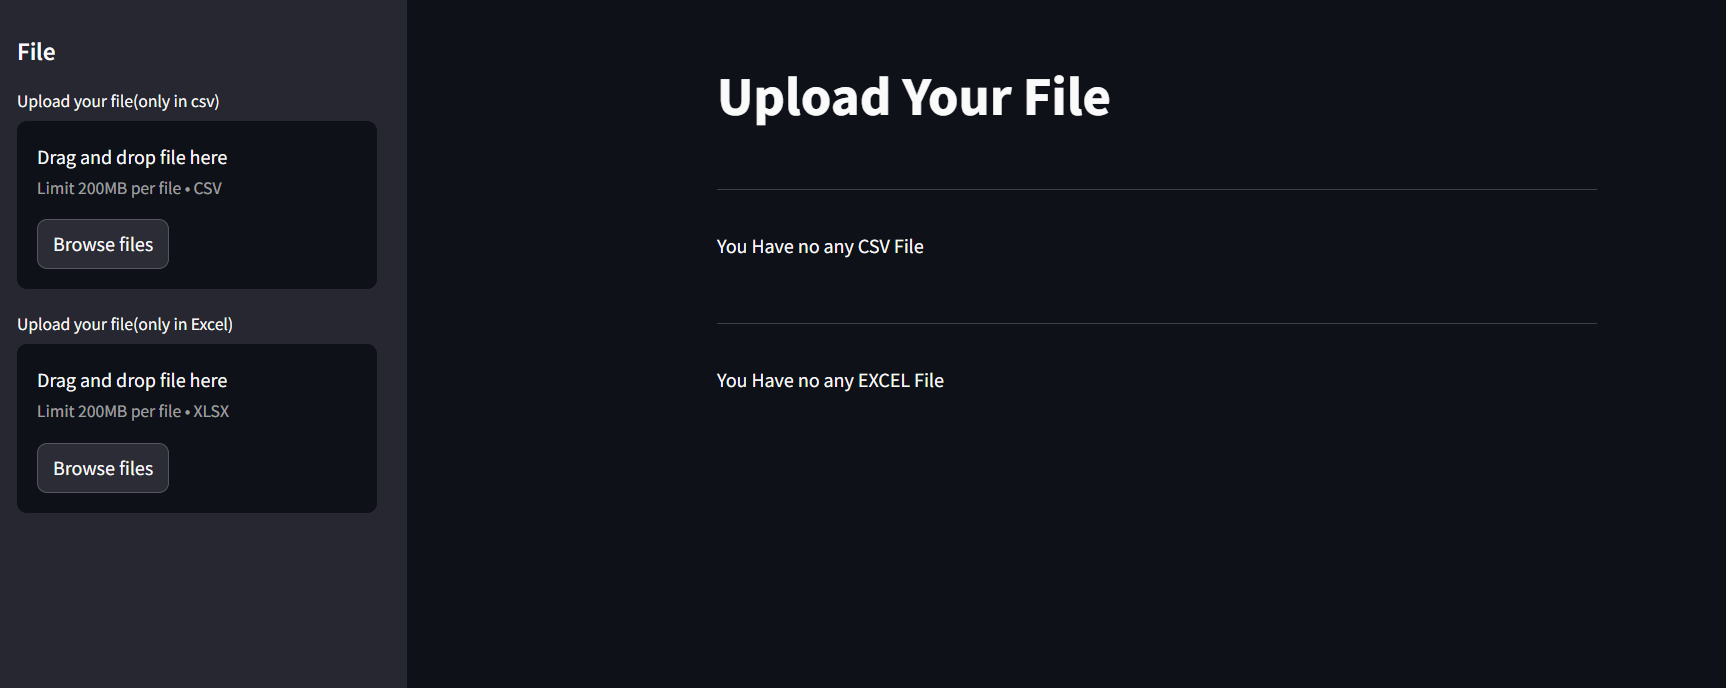 File
Upload your file(only in csv)
Drag and drop file here
Limit 200MB per file • CSV
Browse files
Upload your file(only in Excel)
Drag and drop file here
Limit 200MB per file • XLSX
Browse files
Upload Your File
You Have no any CSV File
You Have no any EXCEL File